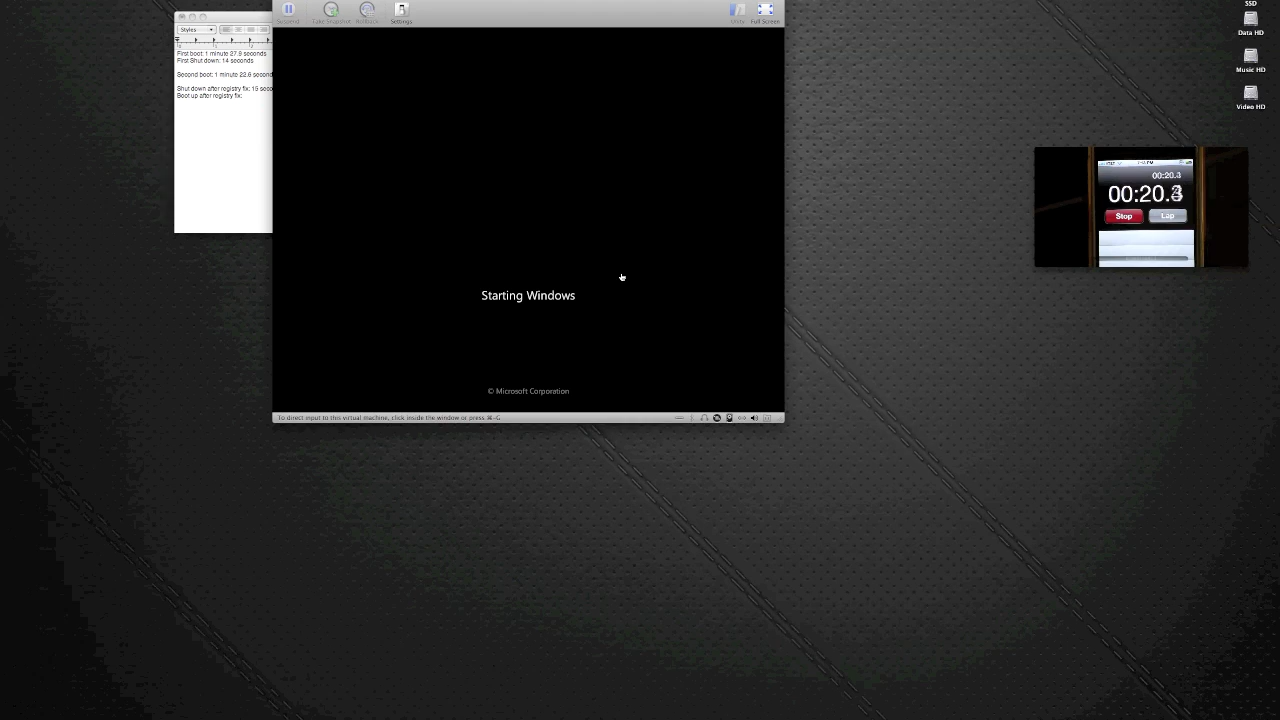 Suspend
Take Snapshot
Rollback
Settings
Unity
Full Screen
Styles
First boot: 1 minute 27.9 seconds
First Shut down: 14 seconds
Second boot: 1 minute 22.6 second
Shut down after registry fix: 15 seco
Boot up after registry fix:
Starting Windows
© Microsoft Corporation
To direct input to this virtual machine, click inside the window or press ⌘-G
SSD
Data HD
Music HD
Video HD
00:20.3
00:20.3
Stop
Lap